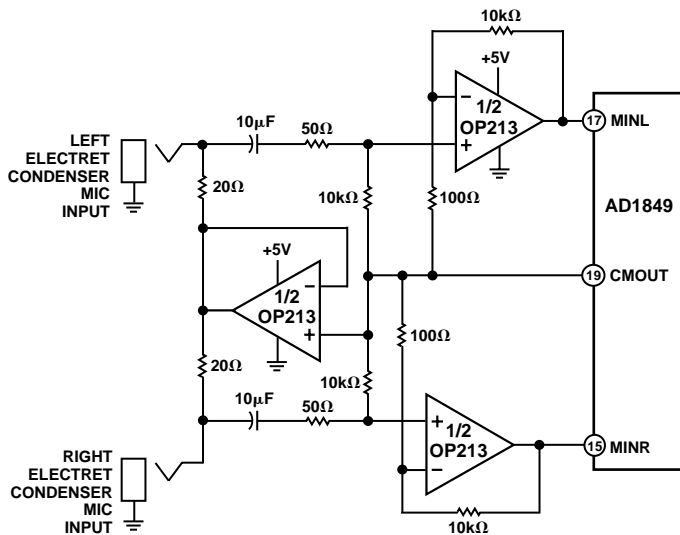 10kΩ
+5V
1/2
OP213
17 MINL
10µF
50Ω
LEFT
ELECTRET
CONDENSER
MIC
INPUT
20Ω
10kΩ
100Ω
AD1849
+5V
1/2
OP213
19 CMOUT
100Ω
20Ω
10kΩ
10µF
50Ω
1/2
OP213
15 MINR
RIGHT
ELECTRET
CONDENSER
MIC
INPUT
10kΩ